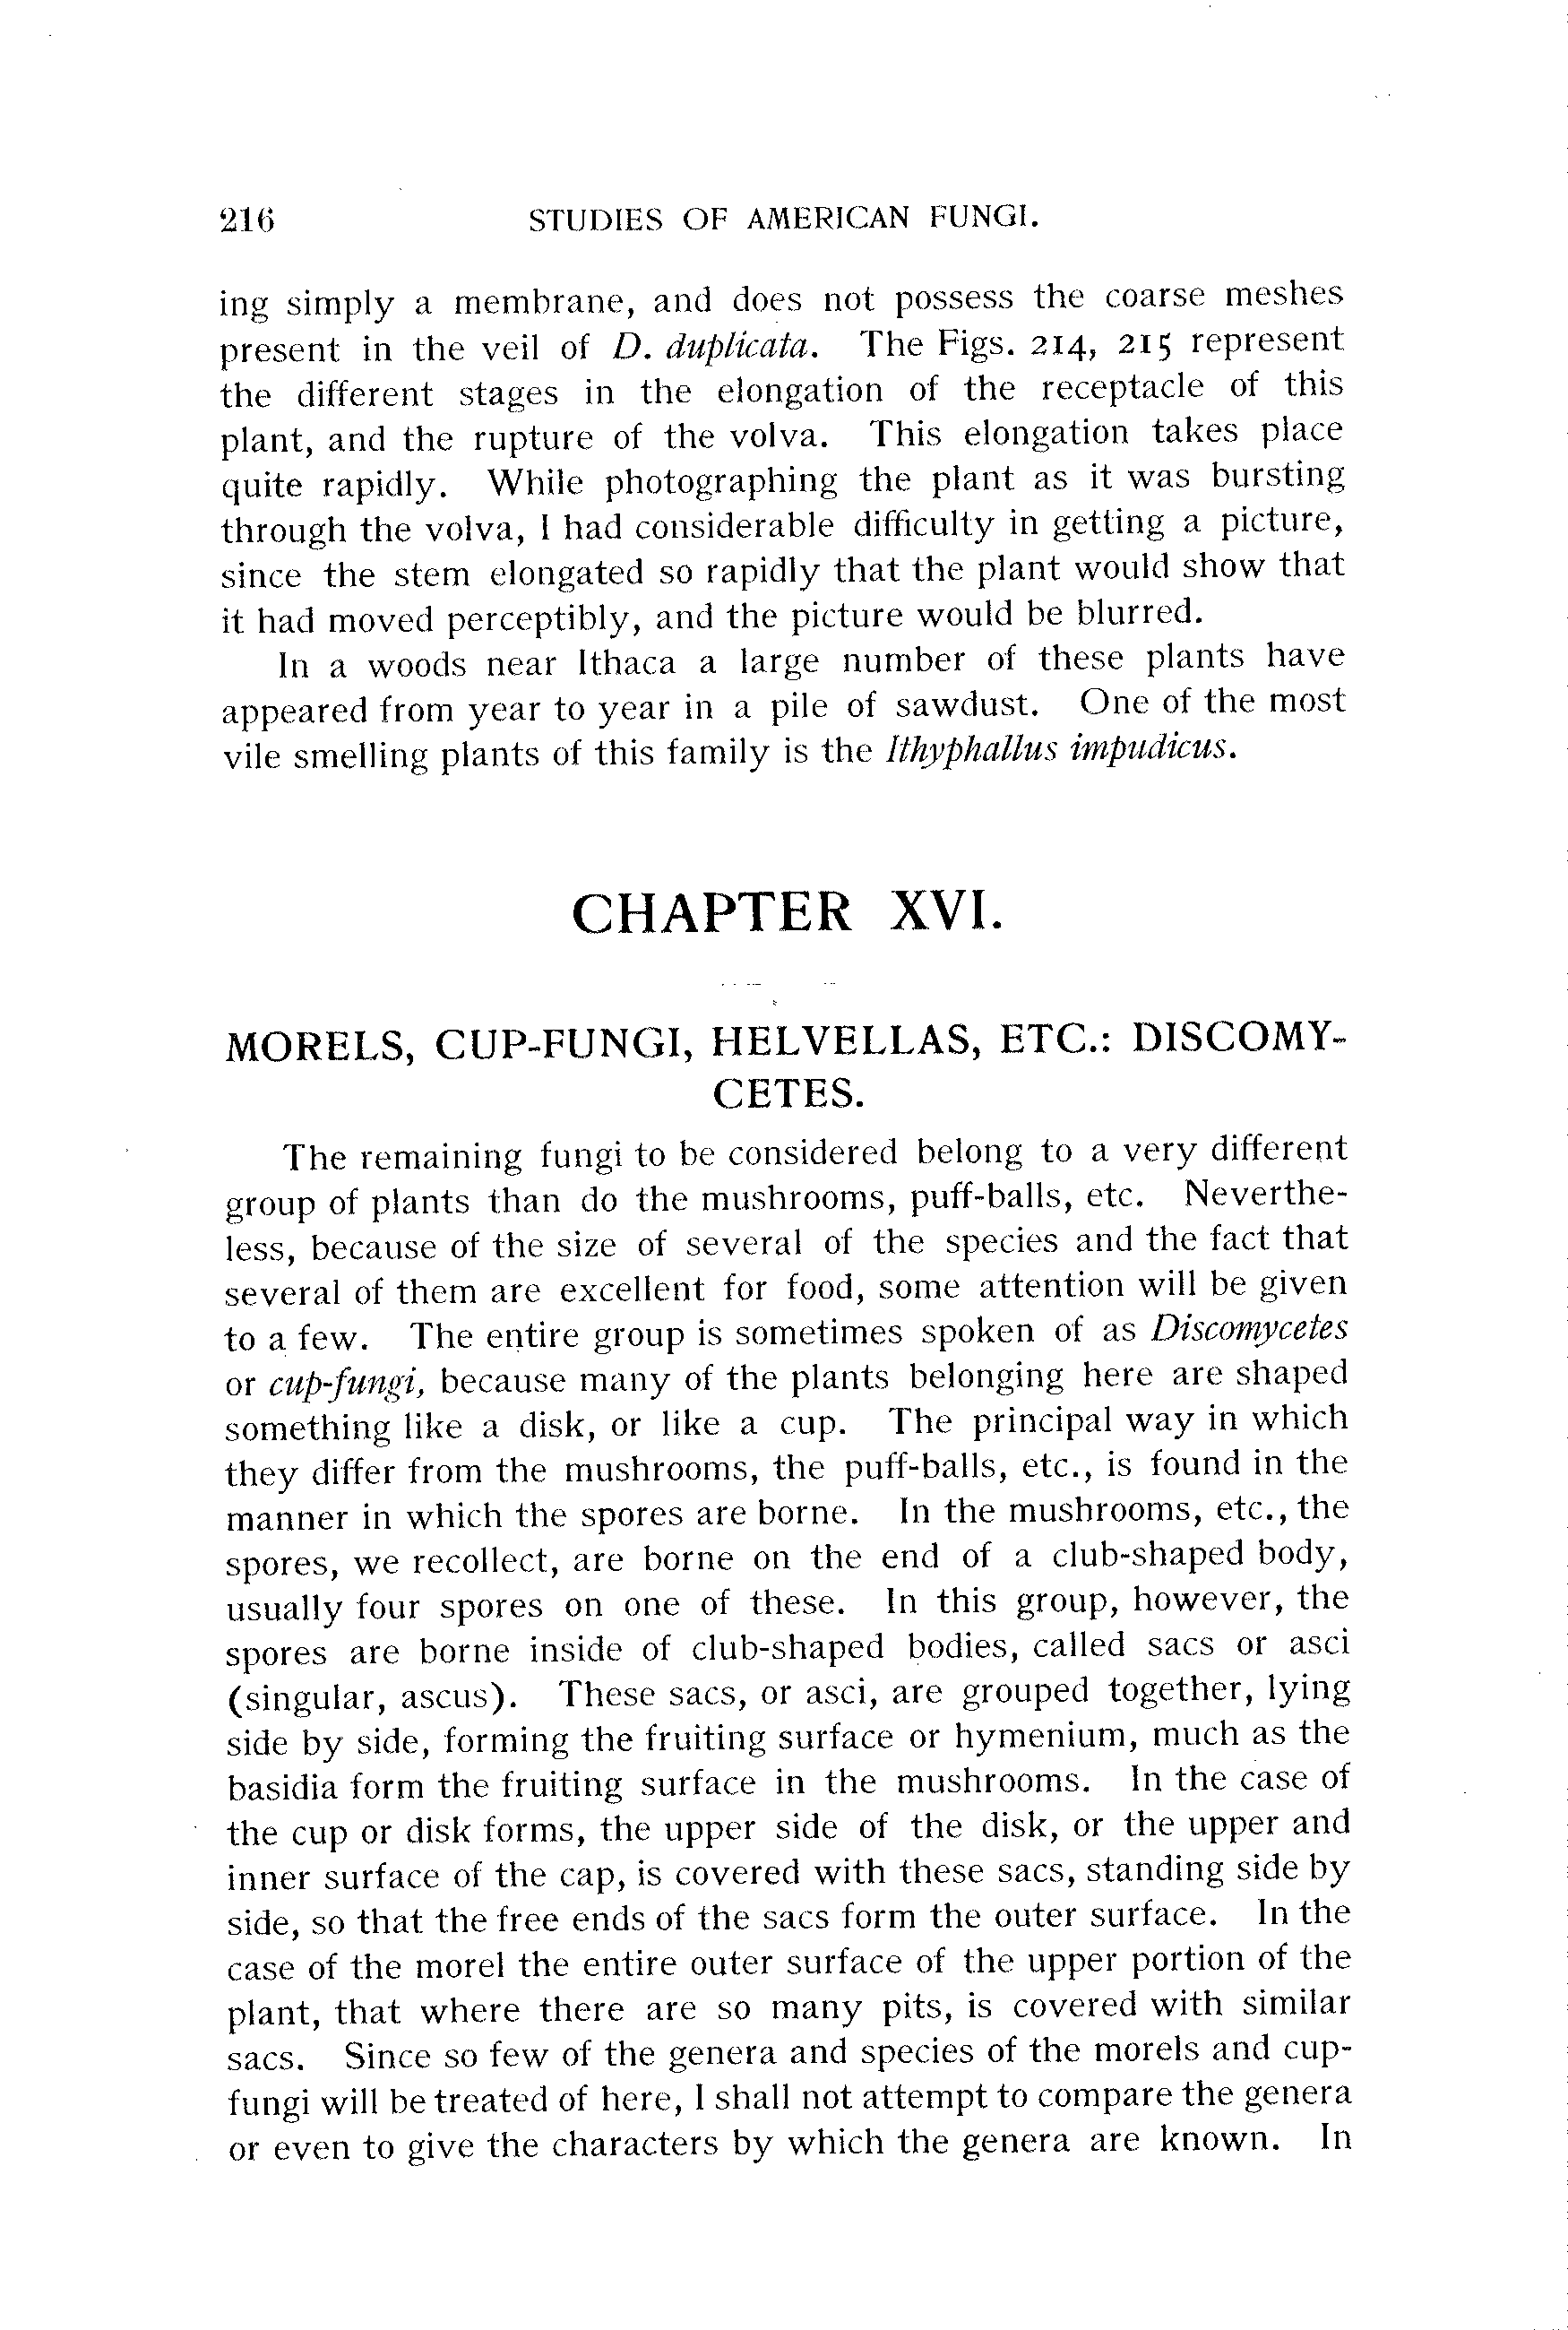 216 STUDIES OF AMERICAN FUNGI.
ing simply a membrane, and does not possess the coarse meshes
present in the veil of D. duplicata. The Figs. 214, 215 represent
the different stages in the elongation of the receptacle of this
plant, and the rupture of the volva. This elongation takes place
quite rapidly. While photographing the plant as it was bursting
through the volva, I had considerable difficulty in getting a picture,
since the stem elongated so rapidly that the plant would show that
it had moved perceptibly, and the picture would be blurred.
In a woods near Ithaca a large number of these plants have
appeared from year to year in a pile of sawdust. One of the most
vile smelling plants of this family is the Ithyphallus impudicus.
CHAPTER XVI.
MORELS, CUP-FUNGI, HELVELLAS, ETC.: DISCOMY-
CETES.
The remaining fungi to be considered belong to a very different
group of plants than do the mushrooms, puff-balls, etc. Neverthe-
less, because of the size of several of the species and the fact that
several of them are excellent for food, some attention will be given
to a few. The entire group is sometimes spoken of as Discomycetes
or cup-fungi, because many of the plants belonging here are shaped
something like a disk, or like a cup. The principal way in which
they differ from the mushrooms, the puff-balls, etc., is found in the
manner in which the spores are borne. In the mushrooms, etc., the
spores, we recollect, are borne on the end of a club-shaped body,
usually four spores on one of these. In this group, however, the
spores are borne inside of club-shaped bodies, called sacs or asci
(singular, ascus). These sacs, or asci, are grouped together, lying
side by side, forming the fruiting surface or hymenium, much as the
basidia form the fruiting surface in the mushrooms. In the case of
the cup or disk forms, the upper side of the disk, or the upper and
inner surface of the cap, is covered with these sacs, standing side by
side, so that the free ends of the sacs form the outer surface. In the
case of the morel the entire outer surface of the upper portion of the
plant, that where there are so many pits, is covered with similar
sacs. Since so few of the genera and species of the morels and cup-
fungi will be treated of here, I shall not attempt to compare the genera
or even to give the characters by which the genera are known. In